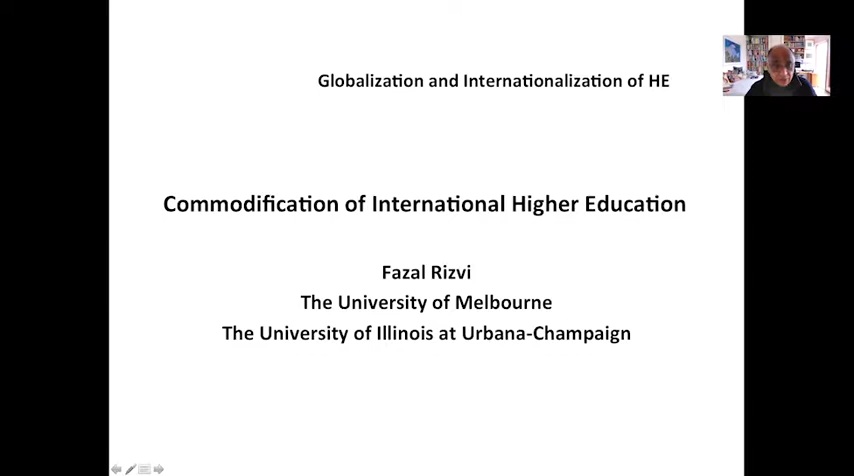 Globalization and Internationalization of HE
Commodification of International Higher Education
Fazal Rizvi
The University of Melbourne
The University of Illinois at Urbana-Champaign